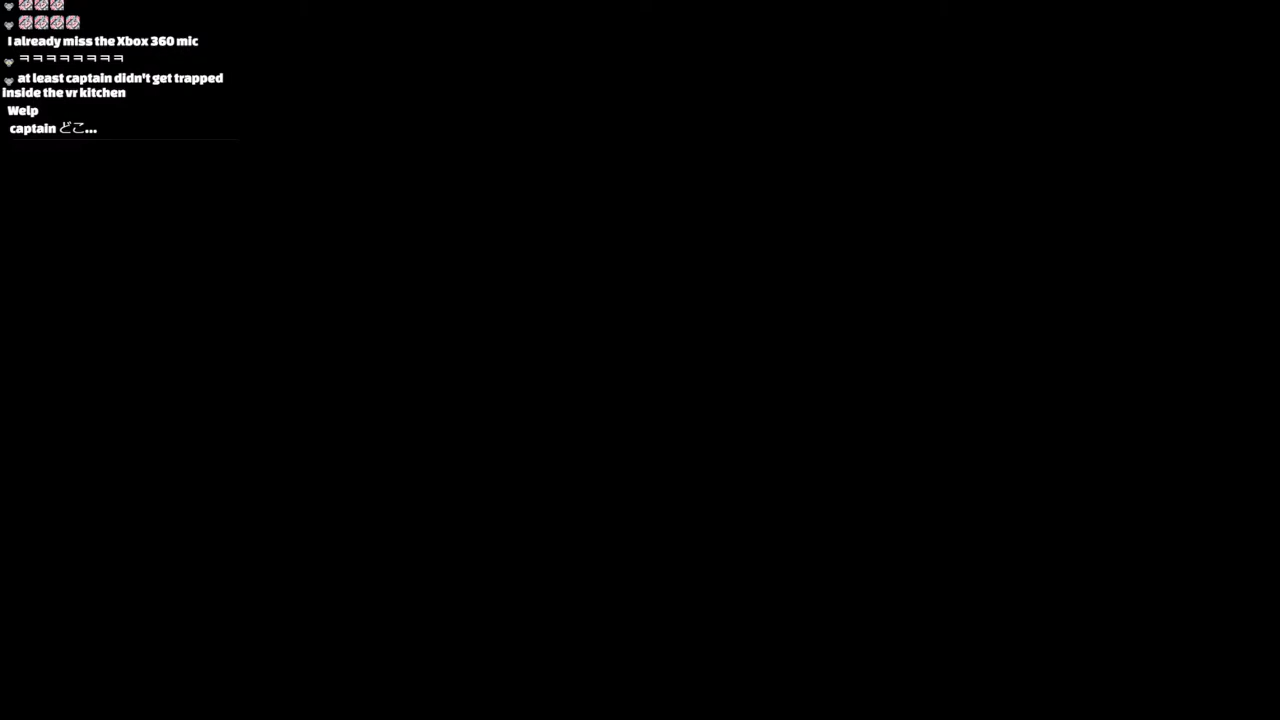 I already miss the Xbox 360 mic
ㅋㅋㅋㅋㅋㅋㅋㅋ
at least captain didn't get trapped
inside the vr kitchen
Welp
captain どこ...